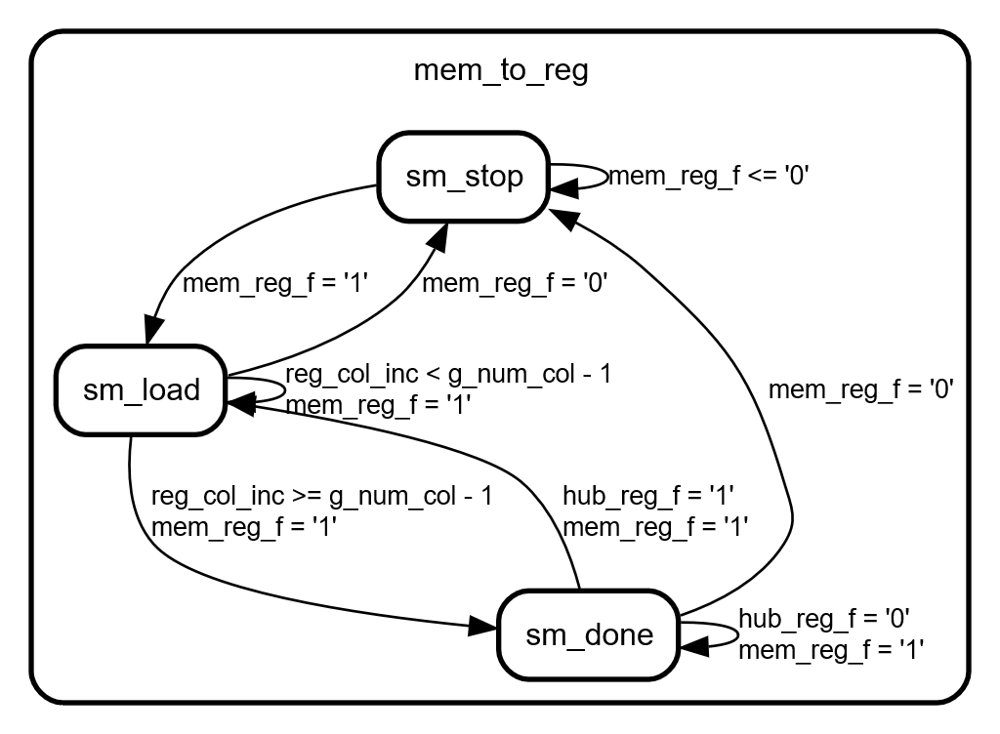 mem_to_reg
sm_stop
mem_reg_f <= '0'
mem_reg_f = '1'
mem_reg_f = '0'
sm_load
reg_col_inc < g_num_col - 1
mem_reg_f = '1'
mem_reg_f = '0'
reg_col_inc >= g_num_col - 1
mem_reg_f = '1'
hub_reg_f = '1'
mem_reg_f = '1'
sm_done
hub_reg_f = '0'
mem_reg_f = '1'